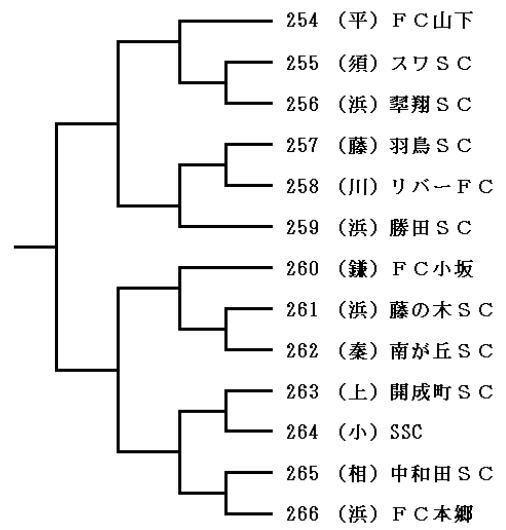 254 (平) ＦＣ山下
255 (須) スワＳＣ
256 (浜) 翠翔ＳＣ
257 (藤) 羽鳥ＳＣ
258 (川) リバーＦＣ
259 (浜) 勝田ＳＣ
260 (鎌) ＦＣ小坂
261 (浜) 藤の木ＳＣ
262 (秦) 南が丘ＳＣ
263 (上) 開成町ＳＣ
264 (小) SSC
265 (相) 中和田ＳＣ
266 (浜) ＦＣ本郷